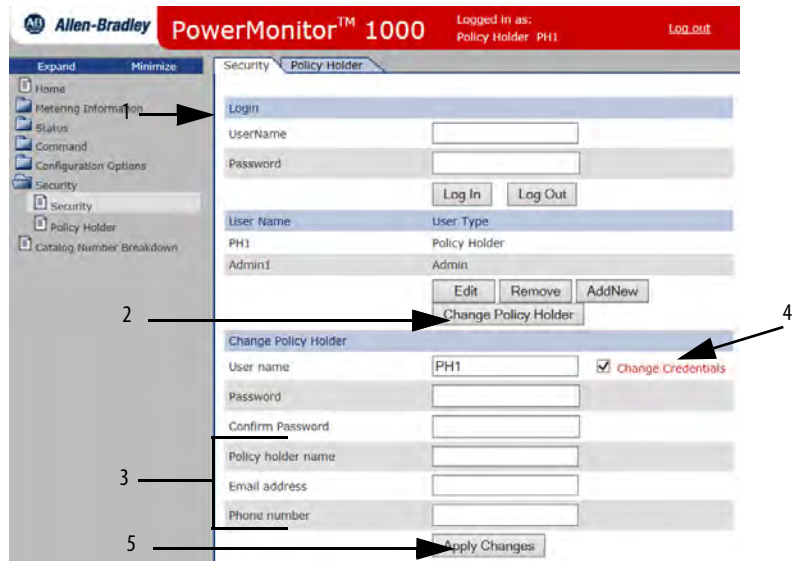 AB Allen-Bradley
PowerMonitor™ 1000
Logged in as:
Policy Holder PH1
Log out
Expand Minimize
Home
Metering Information
Status
Command
Configuration Options
Security
Security
Policy Holder
Catalog Number Breakdown
Security Policy Holder
1
Login
UserName
Password
Log In Log Out
User Name User Type
PH1 Policy Holder
Admin1 Admin
Edit Remove AddNew
2
Change Policy Holder
4
Change Policy Holder
User name PH1 Change Credentials
Password
Confirm Password
3
Policy holder name
Email address
Phone number
5
Apply Changes